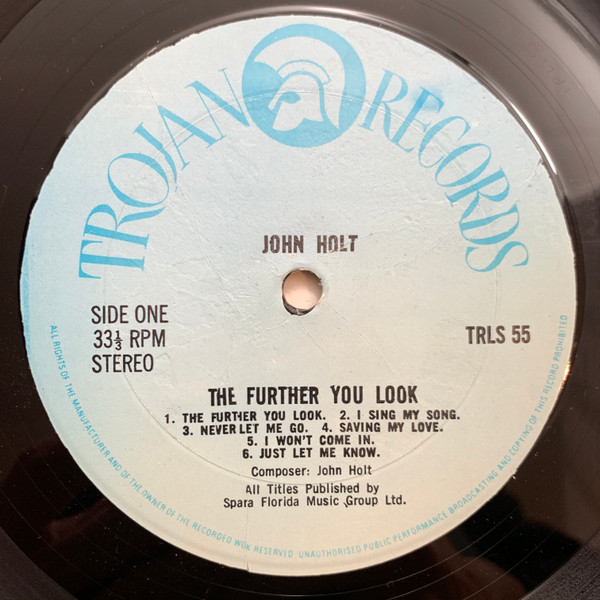 TROJAN RECORDS
JOHN HOLT
SIDE ONE
33⅓ RPM
STEREO
TRLS 55
THE FURTHER YOU LOOK
1. THE FURTHER YOU LOOK. 2. I SING MY SONG.
3. NEVER LET ME GO. 4. SAVING MY LOVE.
5. I WON'T COME IN.
6. JUST LET ME KNOW.
Composer: John Holt
All Titles Published by
Spara Florida Music Group Ltd.
ALL RIGHTS OF THE MANUFACTURER AND OF THE OWNER OF THE RECORDED WORK RESERVED. UNAUTHORISED PUBLIC PERFORMANCE BROADCASTING AND COPYING OF THIS RECORD PROHIBITED